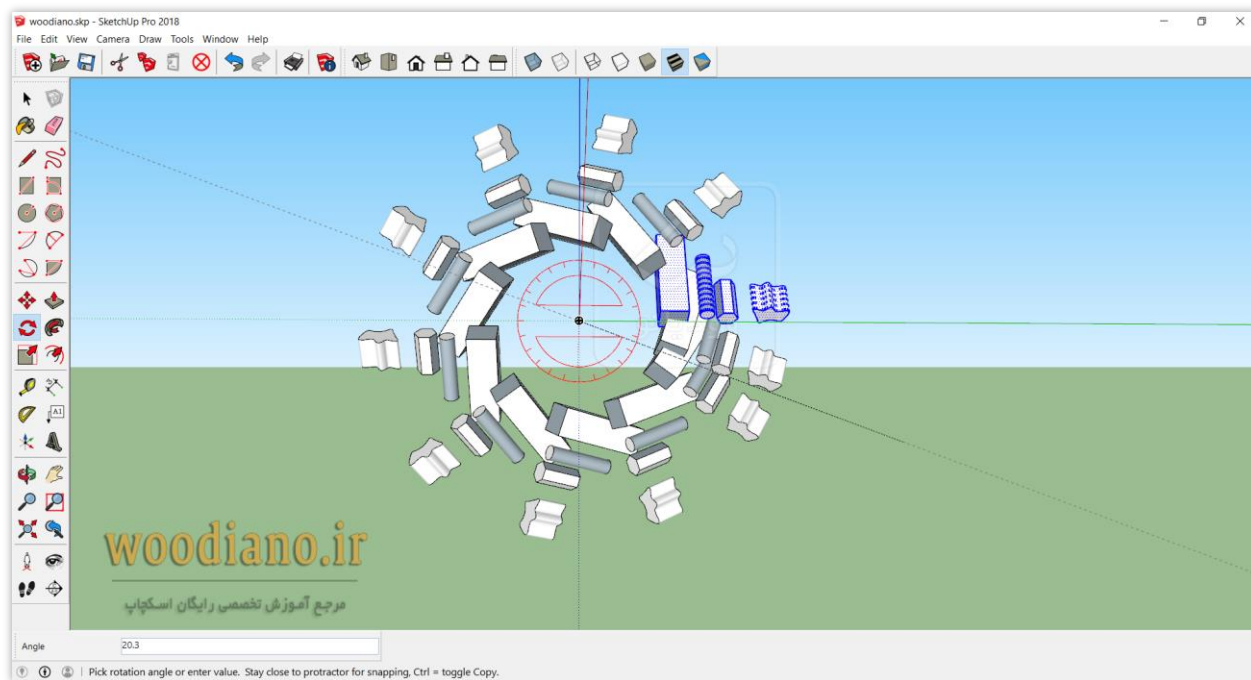 woodiano.skp - SketchUp Pro 2018
File Edit View Camera Draw Tools Window Help
A1
woodiano.ir
مرجع آموزش تخصصی رایگان اسکچاپ
Angle 20.3
Pick rotation angle or enter value. Stay close to protractor for snapping, Ctrl = toggle Copy.